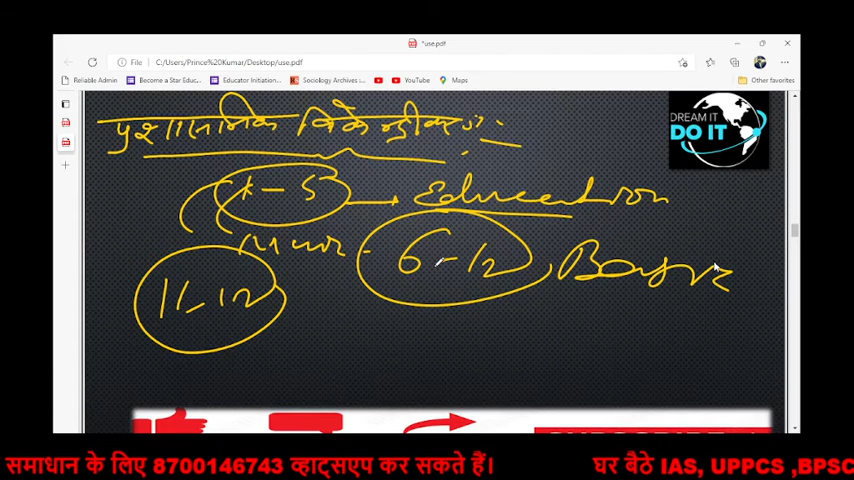 *use.pdf
File C:/Users/Prince%20Kumar/Desktop/use.pdf
Reliable Admin Become a Star Educ... Educator Initiation... Sociology Archives |... YouTube Maps Other favorites
प्रशासनिक विकेन्द्रीकरण :-
DREAM IT
DO IT
1-5 → Education
6-12
11-12
समाधान के लिए 8700146743 व्हाट्सएप कर सकते हैं। घर बैठे IAS, UPPCS ,BPSC